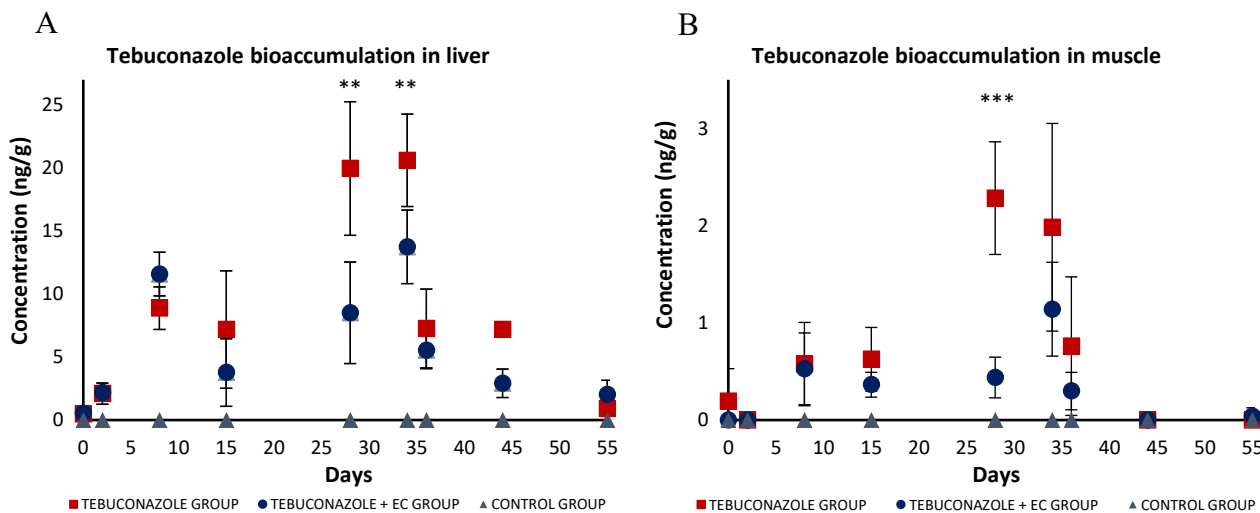 A
Tebuconazole bioaccumulation in liver
Concentration (ng/g)
25
20
15
10
5
0
** **
0 5 10 15 20 25 30 35 40 45 50 55
Days
TEBUCONAZOLE GROUP TEBUCONAZOLE + EC GROUP CONTROL GROUP
B
Tebuconazole bioaccumulation in muscle
Concentration (ng/g)
3
2
1
0
***
0 5 10 15 20 25 30 35 40 45 50 55
Days
TEBUCONAZOLE GROUP TEBUCONAZOLE + EC GROUP CONTROL GROUP